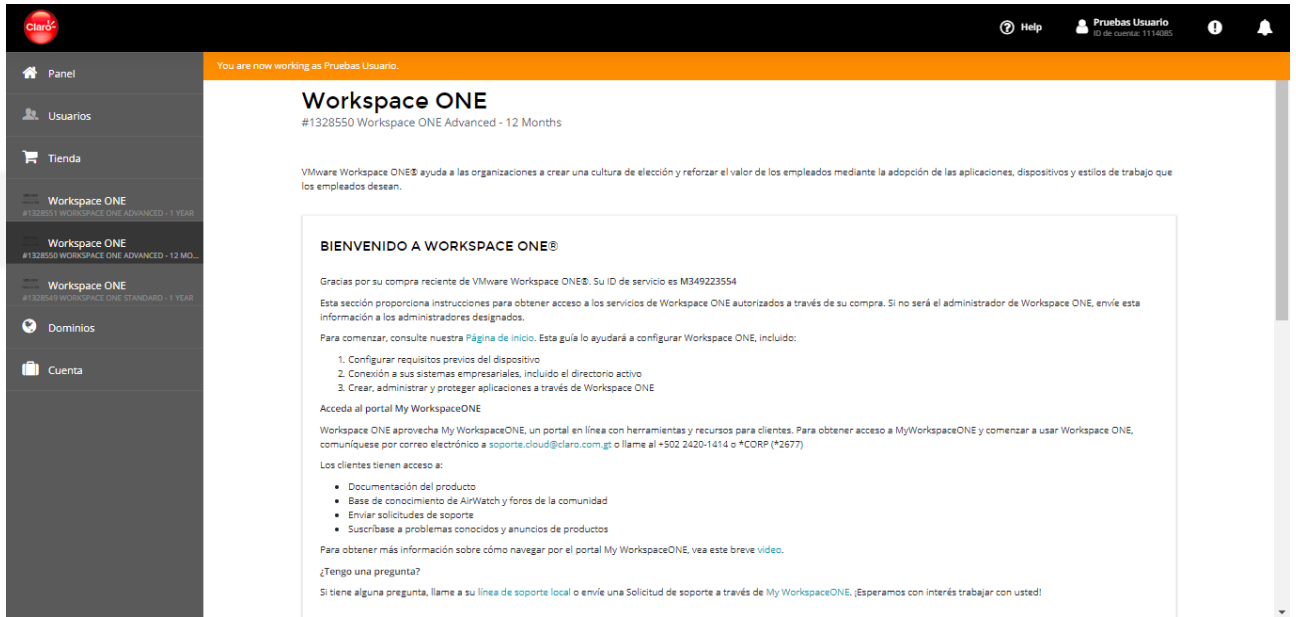 Claro
Help
Pruebas Usuario
ID de cuenta: 1114085
Panel
Usuarios
Tienda
Workspace ONE
#1328551 WORKSPACE ONE ADVANCED - 1 YEAR
Workspace ONE
#1328550 WORKSPACE ONE ADVANCED - 12 MO...
Workspace ONE
#1328549 WORKSPACE ONE STANDARD - 1 YEAR
Dominios
Cuenta
You are now working as Pruebas Usuario.
Workspace ONE
#1328550 Workspace ONE Advanced - 12 Months
VMware Workspace ONE® ayuda a las organizaciones a crear una cultura de elección y reforzar el valor de los empleados mediante la adopción de las aplicaciones, dispositivos y estilos de trabajo que
los empleados desean.
BIENVENIDO A WORKSPACE ONE®
Gracias por su compra reciente de VMware Workspace ONE®. Su ID de servicio es M349223554
Esta sección proporciona instrucciones para obtener acceso a los servicios de Workspace ONE autorizados a través de su compra. Si no será el administrador de Workspace ONE, envíe esta
información a los administradores designados.
Para comenzar, consulte nuestra Página de inicio. Esta guía lo ayudará a configurar Workspace ONE, incluido:
1. Configurar requisitos previos del dispositivo
2. Conexión a sus sistemas empresariales, incluido el directorio activo
3. Crear, administrar y proteger aplicaciones a través de Workspace ONE
Acceda al portal My WorkspaceONE
Workspace ONE aprovecha My WorkspaceONE, un portal en línea con herramientas y recursos para clientes. Para obtener acceso a MyWorkspaceONE y comenzar a usar Workspace ONE,
comuníquese por correo electrónico a soporte.cloud@claro.com.gt o llame al +502 2420-1414 o *CORP (*2677)
Los clientes tienen acceso a:
• Documentación del producto
• Base de conocimiento de AirWatch y foros de la comunidad
• Enviar solicitudes de soporte
• Suscríbase a problemas conocidos y anuncios de productos
Para obtener más información sobre cómo navegar por el portal My WorkspaceONE, vea este breve video.
¿Tengo una pregunta?
Si tiene alguna pregunta, llame a su línea de soporte local o envíe una Solicitud de soporte a través de My WorkspaceONE. ¡Esperamos con interés trabajar con usted!